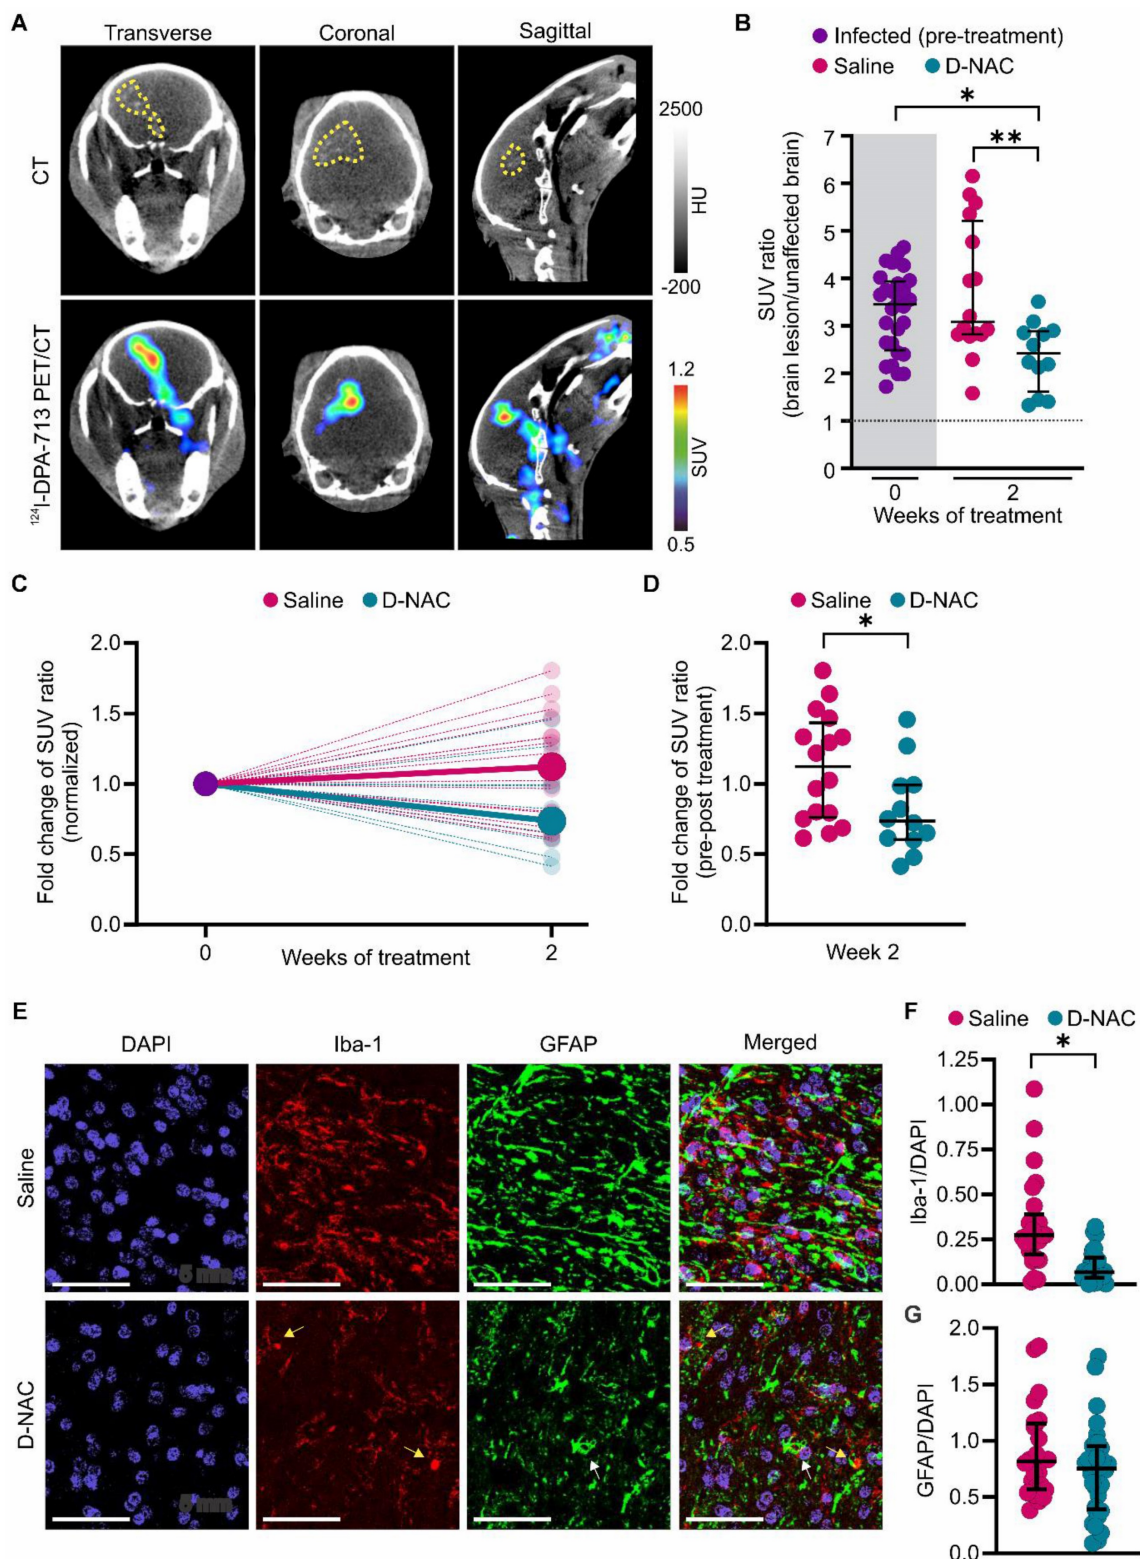 A
Transverse
Coronal
Sagittal
CT
2500
HU
-200
¹²⁴I-DPA-713 PET/CT
1.2
SUV
0.5
B
Infected (pre-treatment)
Saline
D-NAC
*
**
SUV ratio
(brain lesion/unaffected brain)
7
6
5
4
3
2
1
0
0
2
Weeks of treatment
C
Saline
D-NAC
Fold change of SUV ratio
(normalized)
2.0
1.5
1.0
0.5
0.0
0
Weeks of treatment
2
D
Saline
D-NAC
*
Fold change of SUV ratio
(pre-post treatment)
2.0
1.5
1.0
0.5
0.0
Week 2
E
DAPI
Iba-1
GFAP
Merged
Saline
5 mm
D-NAC
5 mm
F
Saline
D-NAC
*
Iba-1/DAPI
1.25
1.00
0.75
0.50
0.25
0.00
G
GFAP/DAPI
2.0
1.5
1.0
0.5
0.0